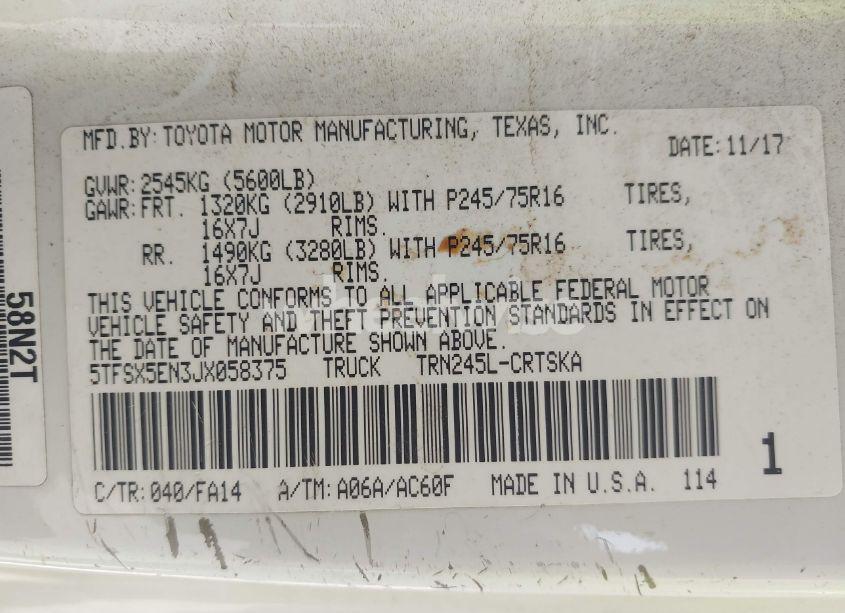 MFD.BY: TOYOTA MOTOR MANUFACTURING, TEXAS, INC.
DATE: 11/17
GVWR: 2545KG (5600LB)
GAWR: FRT. 1320KG (2910LB) WITH P245/75R16 TIRES,
16X7J RIMS.
RR. 1490KG (3280LB) WITH P245/75R16 TIRES,
16X7J RIMS.
THIS VEHICLE CONFORMS TO ALL APPLICABLE FEDERAL MOTOR
VEHICLE SAFETY AND THEFT PREVENTION STANDARDS IN EFFECT ON
THE DATE OF MANUFACTURE SHOWN ABOVE.
5TFSX5EN3JX058375 TRUCK TRN245L-CRTSKA
C/TR: 040/FA14 A/TM: A06A/AC60F MADE IN U.S.A. 114
1
58N2T